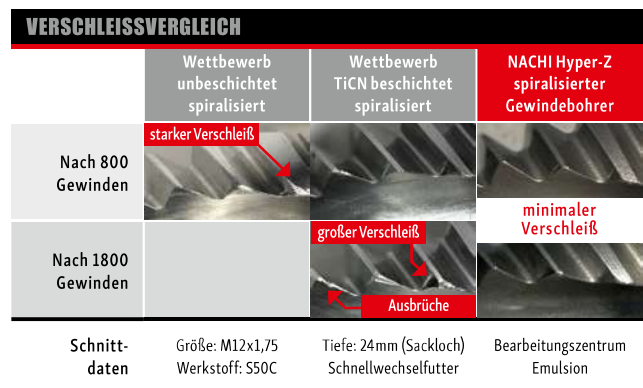 VERSCHLEISSVERGLEICH
Wettbewerb
unbeschichtet
spiralisiert
Wettbewerb
TiCN beschichtet
spiralisiert
NACHI Hyper-Z
spiralisierter
Gewindebohrer
Nach 800
Gewinden
starker Verschleiß
minimaler
Verschleiß
Nach 1800
Gewinden
großer Verschleiß
Ausbrüche
Schnitt-
daten
Größe: M12x1,75
Werkstoff: S50C
Tiefe: 24mm (Sackloch)
Schnellwechselfutter
Bearbeitungszentrum
Emulsion